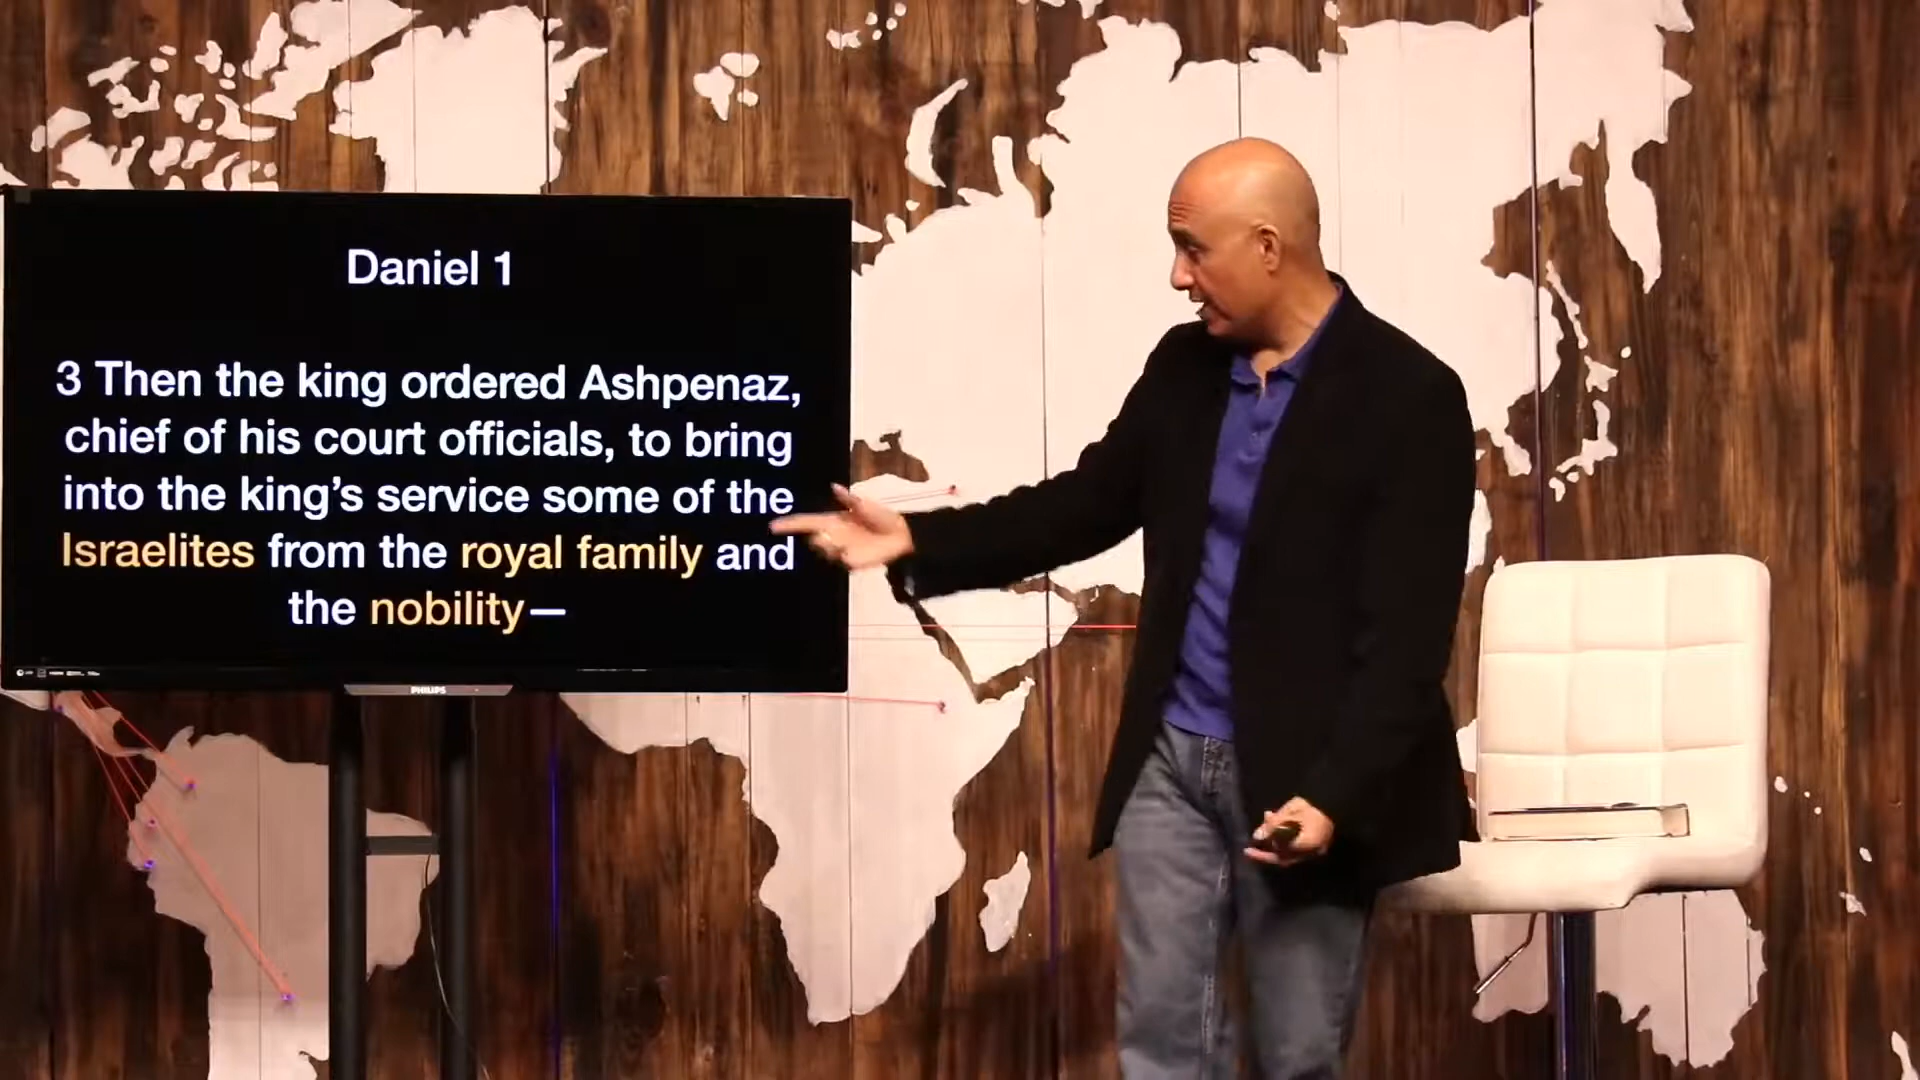 Daniel 1
3 Then the king ordered Ashpenaz,
chief of his court officials, to bring
into the king’s service some of the
Israelites from the royal family and
the nobility—
PHILIPS